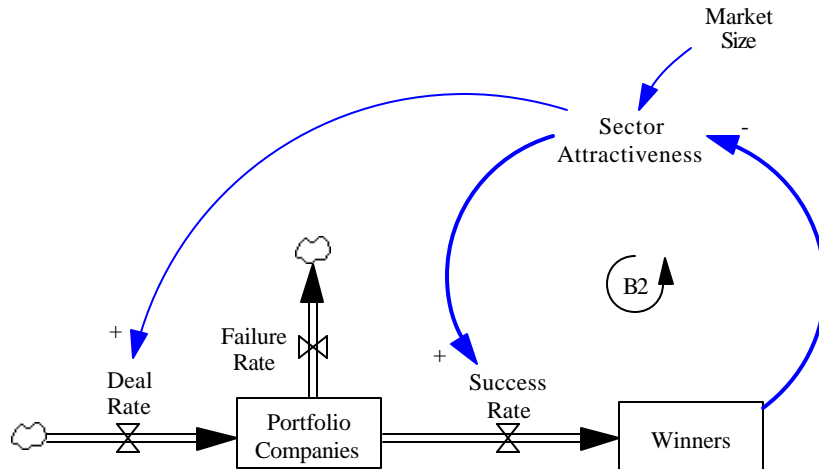 Market
Size
Sector
Attractiveness
-
B2
+
Failure
Rate
+
Deal
Rate
Success
Rate
Portfolio
Companies
Winners